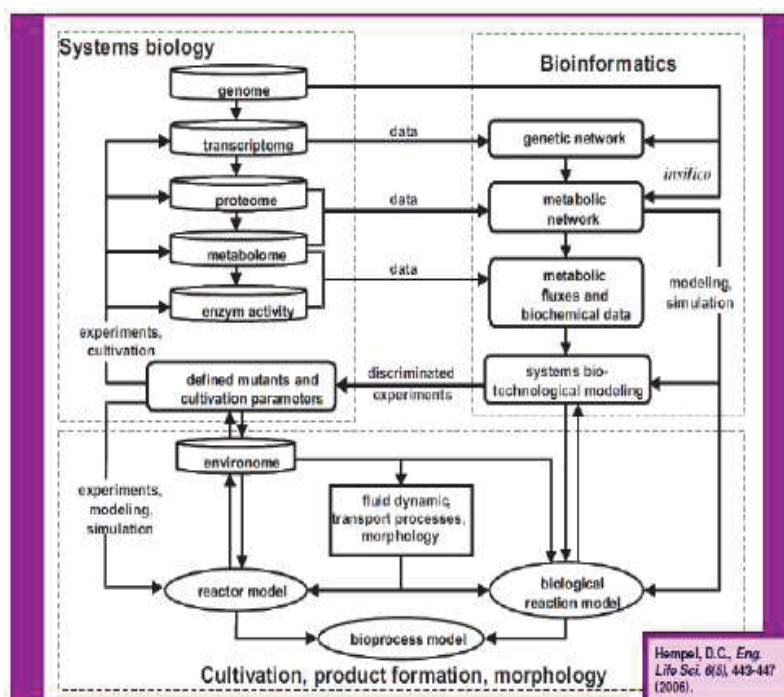 Systems biology
genome
transcriptome
proteome
metabolome
enzym activity
experiments,
cultivation
defined mutants and
cultivation parameters
data
data
data
discriminated
experiments
Bioinformatics
genetic network
insilico
metabolic
network
metabolic
fluxes and
biochemical data
modeling,
simulation
systems bio-
technological modeling
environome
experiments,
modeling,
simulation
fluid dynamic,
transport processes,
morphology
reactor model
biological
reaction model
bioprocess model
Cultivation, product formation, morphology
Hempel, D.C., Eng.
Life Sci. 6(5), 443-447
(2006).